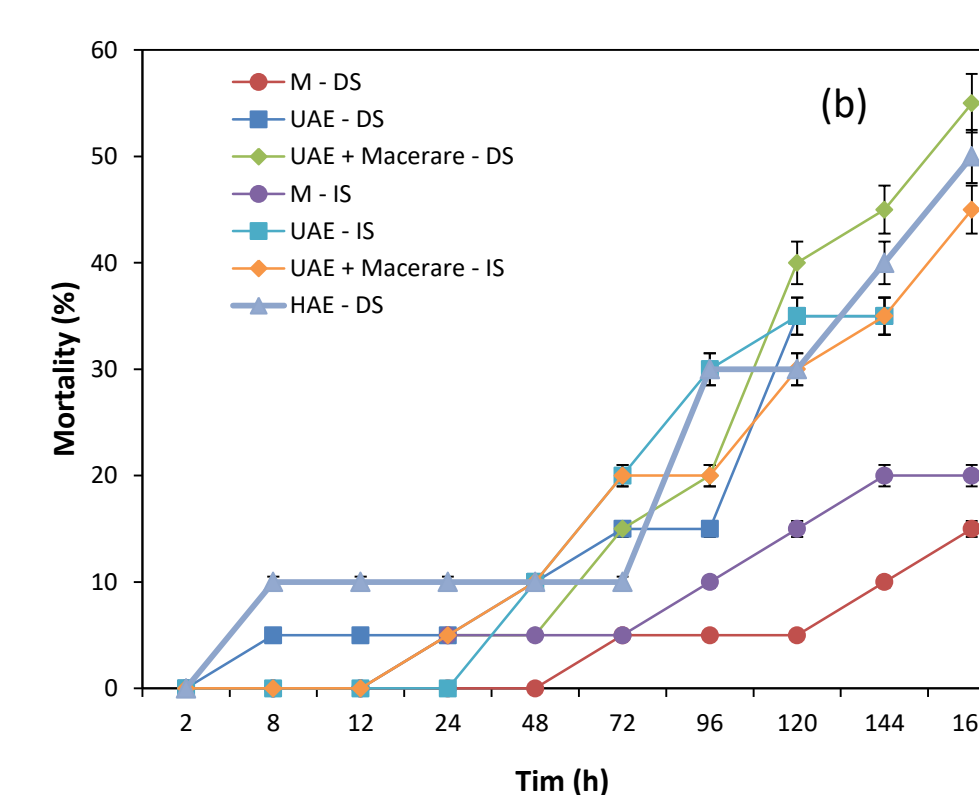 60
50
40
30
20
10
0
M - DS
UAE - DS
UAE + Macerare - DS
M - IS
UAE - IS
UAE + Macerare - IS
HAE - DS
(b)
Mortality (%)
2 8 12 24 48 72 96 120 144 16
Tim (h)